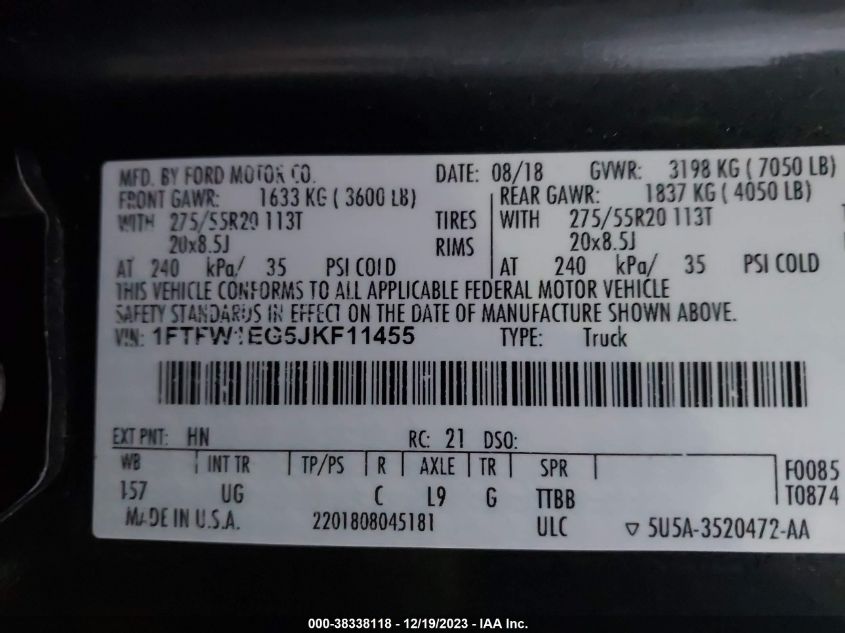 MFD. BY FORD MOTOR CO. DATE: 08/18 GVWR: 3198 KG ( 7050 LB)
FRONT GAWR: 1633 KG ( 3600 LB) REAR GAWR: 1837 KG ( 4050 LB)
WITH 275/55R20 113T TIRES WITH 275/55R20 113T
20x8.5J RIMS 20x8.5J
AT 240 kPa/ 35 PSI COLD AT 240 kPa/ 35 PSI COLD
THIS VEHICLE CONFORMS TO ALL APPLICABLE FEDERAL MOTOR VEHICLE
SAFETY STANDARDS IN EFFECT ON THE DATE OF MANUFACTURE SHOWN ABOVE.
VIN: 1FTFW1EG5JKF11455 TYPE: Truck
EXT PNT: HN RC: 21 DSO:
WB INT TR TP/PS R AXLE TR SPR F0085
157 UG C L9 G TTBB T0874
MADE IN U.S.A. 2201808045181 ULC ▽ 5U5A-3520472-AA
000-38338118 - 12/19/2023 - IAA Inc.